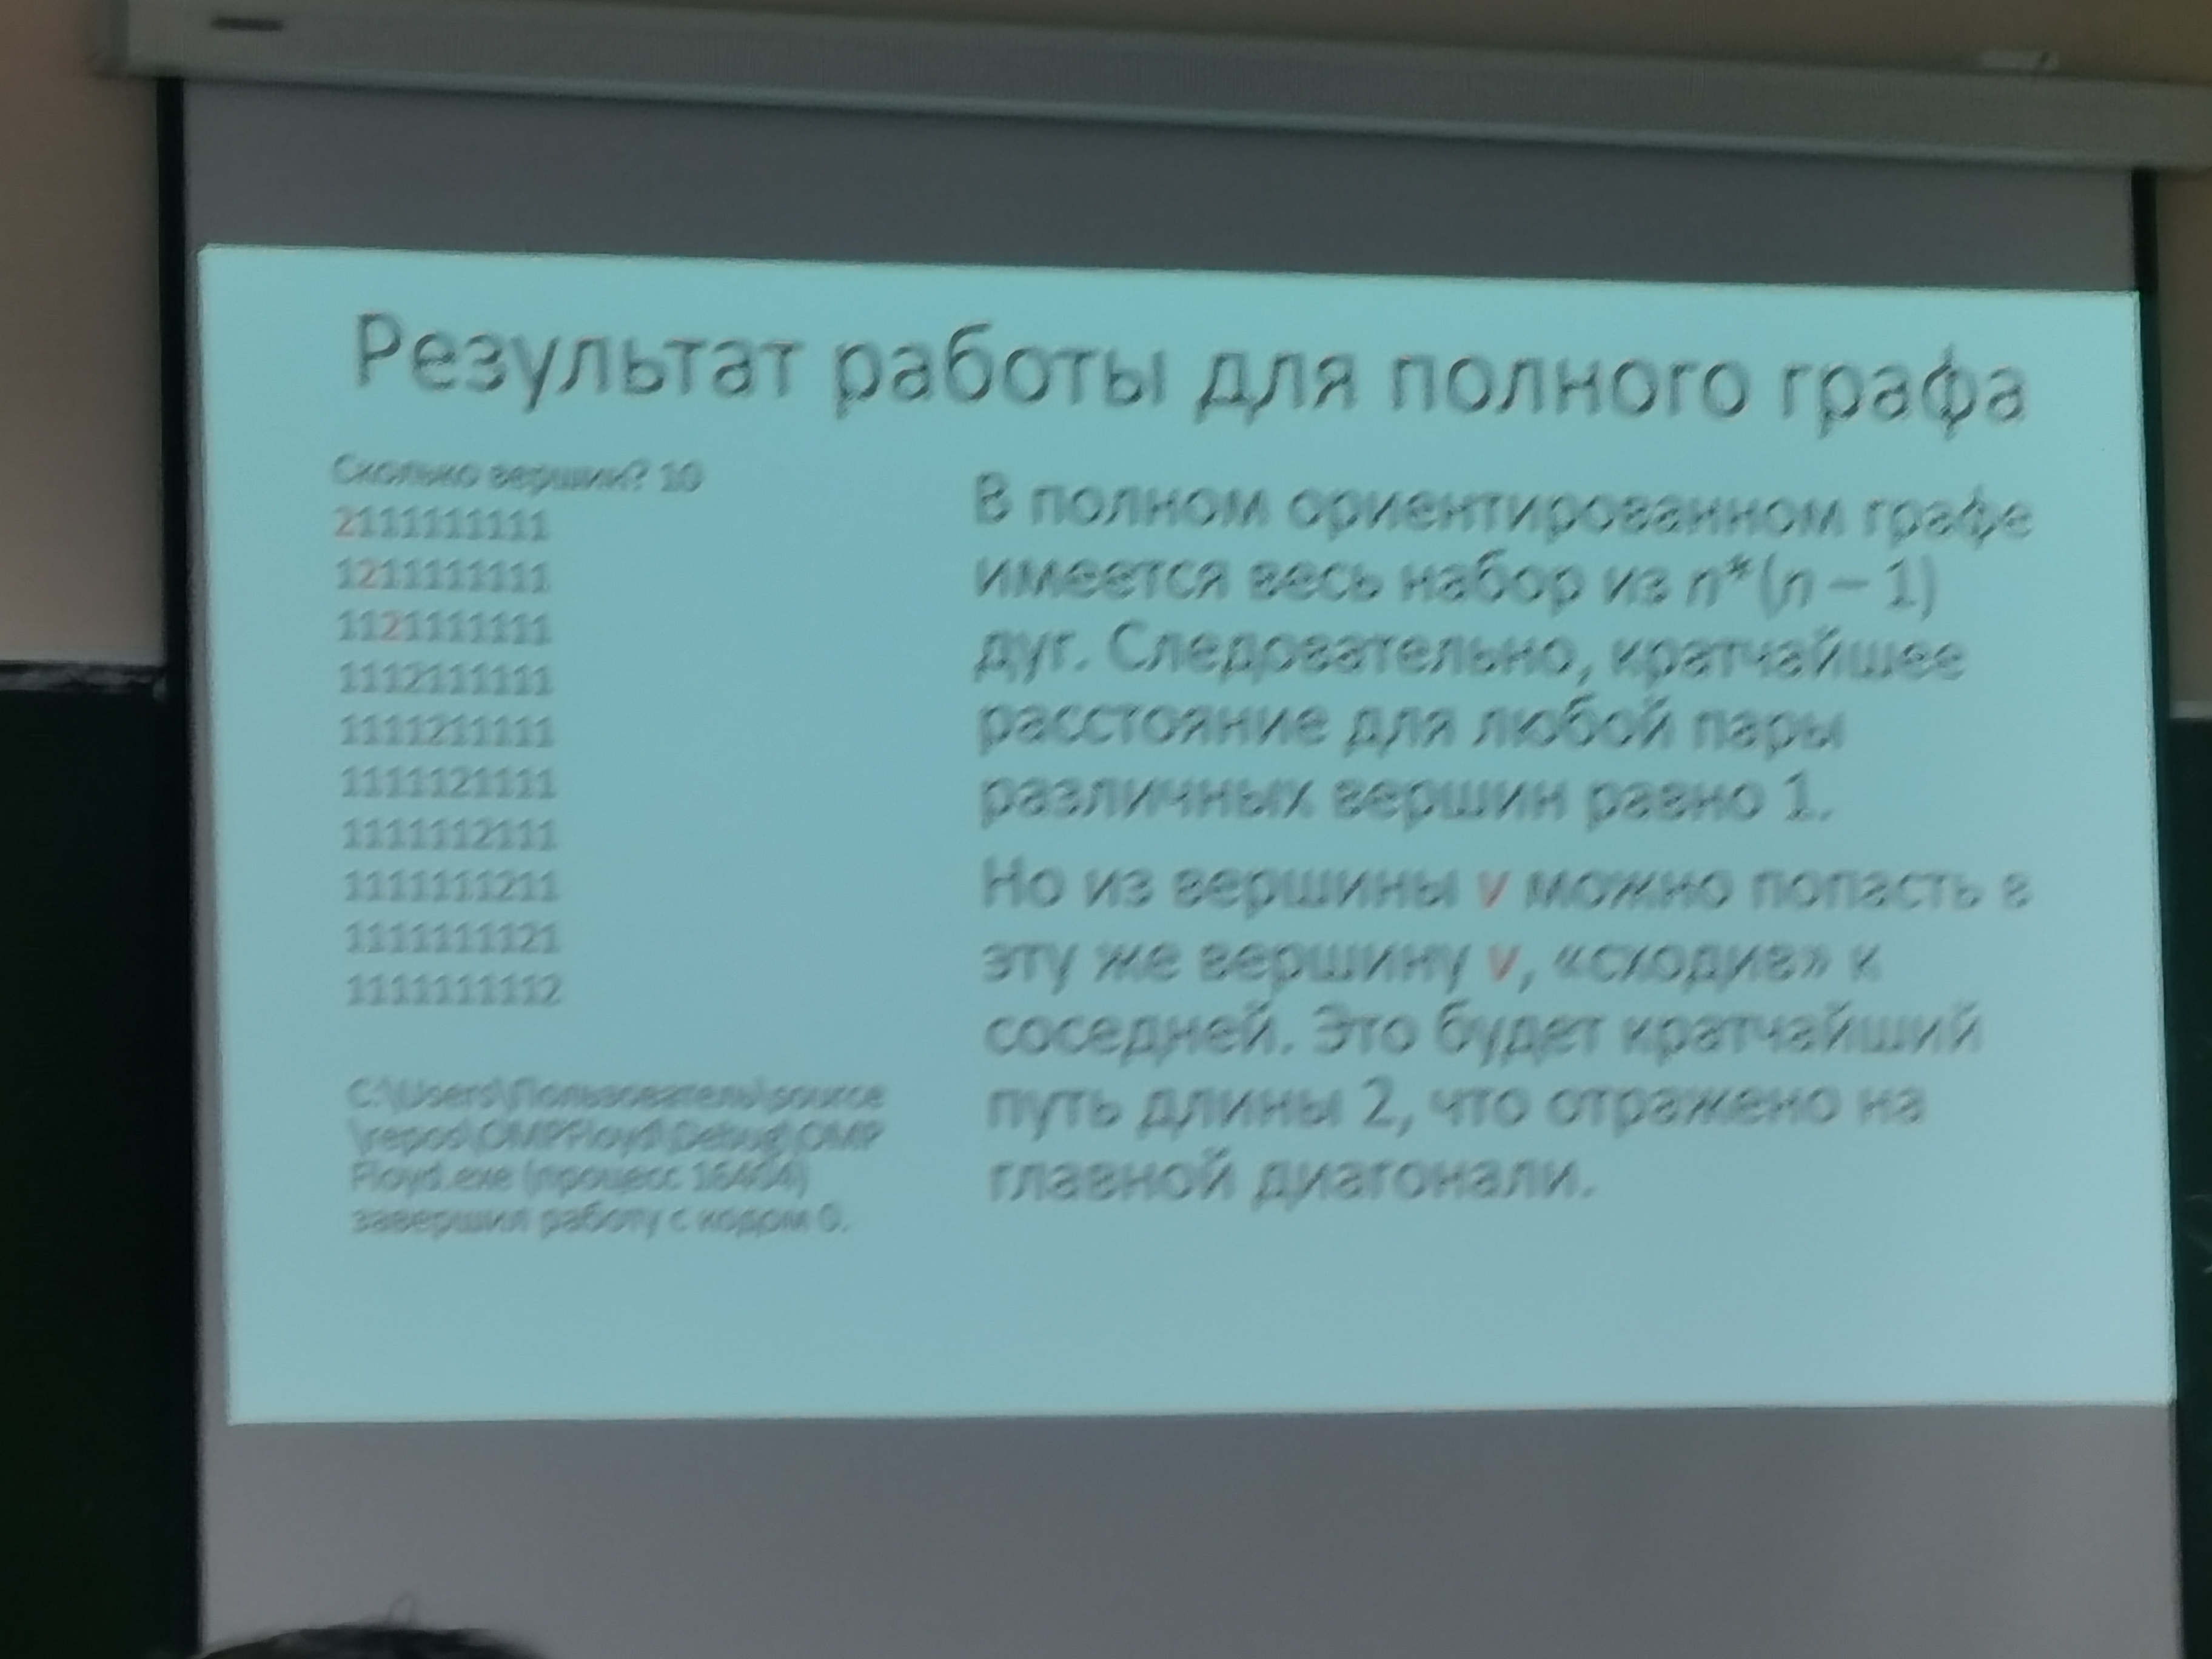 Результат работы для полного графа
Сколько вершин? 10
2111111111
1211111111
1121111111
1112111111
1111211111
1111121111
1111112111
1111111211
1111111121
1111111112
C:\Users\Пользователь\source
\repos\OMPFloyd\Debug\OMP
Floyd.exe (процесс 16404)
завершил работу с кодом 0.
В полном ориентированном графе
имеется весь набор из n*(n – 1)
дуг. Следовательно, кратчайшее
расстояние для любой пары
различных вершин равно 1.
Но из вершины v можно попасть в
эту же вершину v, «сходив» к
соседней. Это будет кратчайший
путь длины 2, что отражено на
главной диагонали.